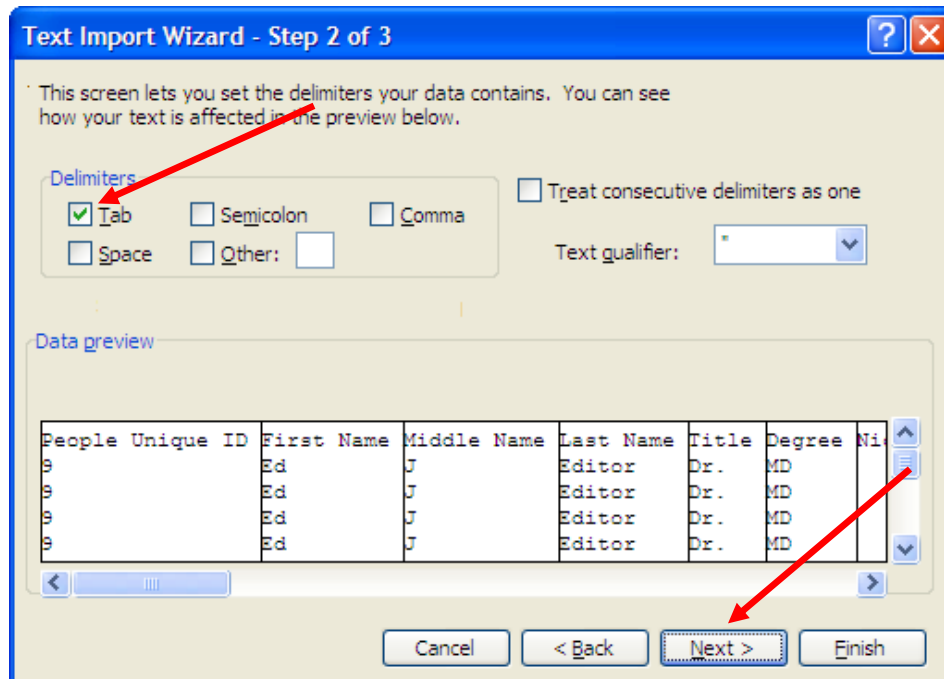 Text Import Wizard - Step 2 of 3
This screen lets you set the delimiters your data contains. You can see
how your text is affected in the preview below.
Delimiters
Tab Semicolon Comma
Space Other:
Treat consecutive delimiters as one
Text qualifier: "
Data preview
People Unique ID First Name Middle Name Last Name Title Degree
9 Ed J Editor Dr. MD
9 Ed J Editor Dr. MD
9 Ed J Editor Dr. MD
9 Ed J Editor Dr. MD
Cancel < Back Next > Finish